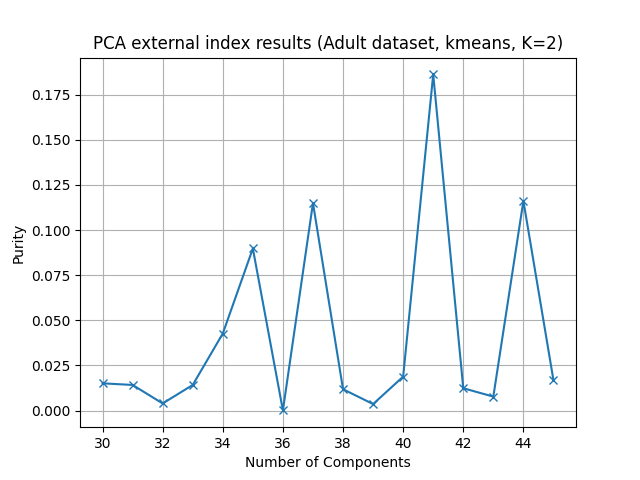 PCA external index results (Adult dataset, kmeans, K=2)
Purity
0.175
0.150
0.125
0.100
0.075
0.050
0.025
0.000
30 32 34 36 38 40 42 44
Number of Components